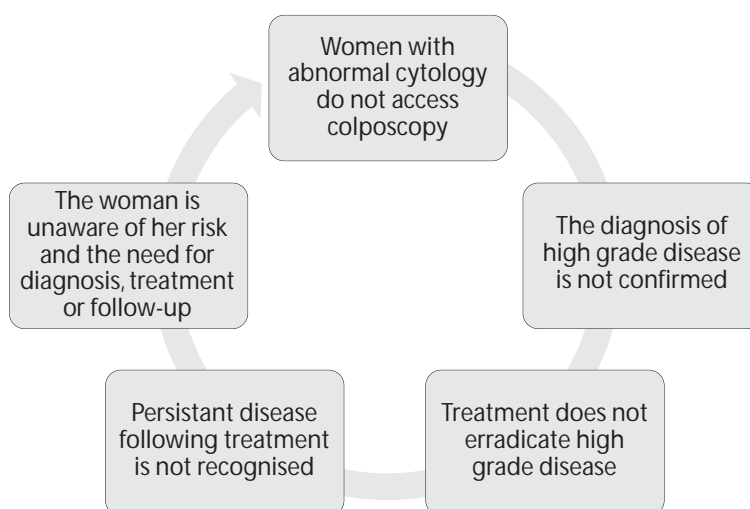 Women with
abnormal cytology
do not access
colposcopy
The diagnosis of
high grade disease
is not confirmed
Treatment does not
erradicate high
grade disease
Persistant disease
following treatment
is not recognised
The woman is
unaware of her risk
and the need for
diagnosis, treatment
or follow-up